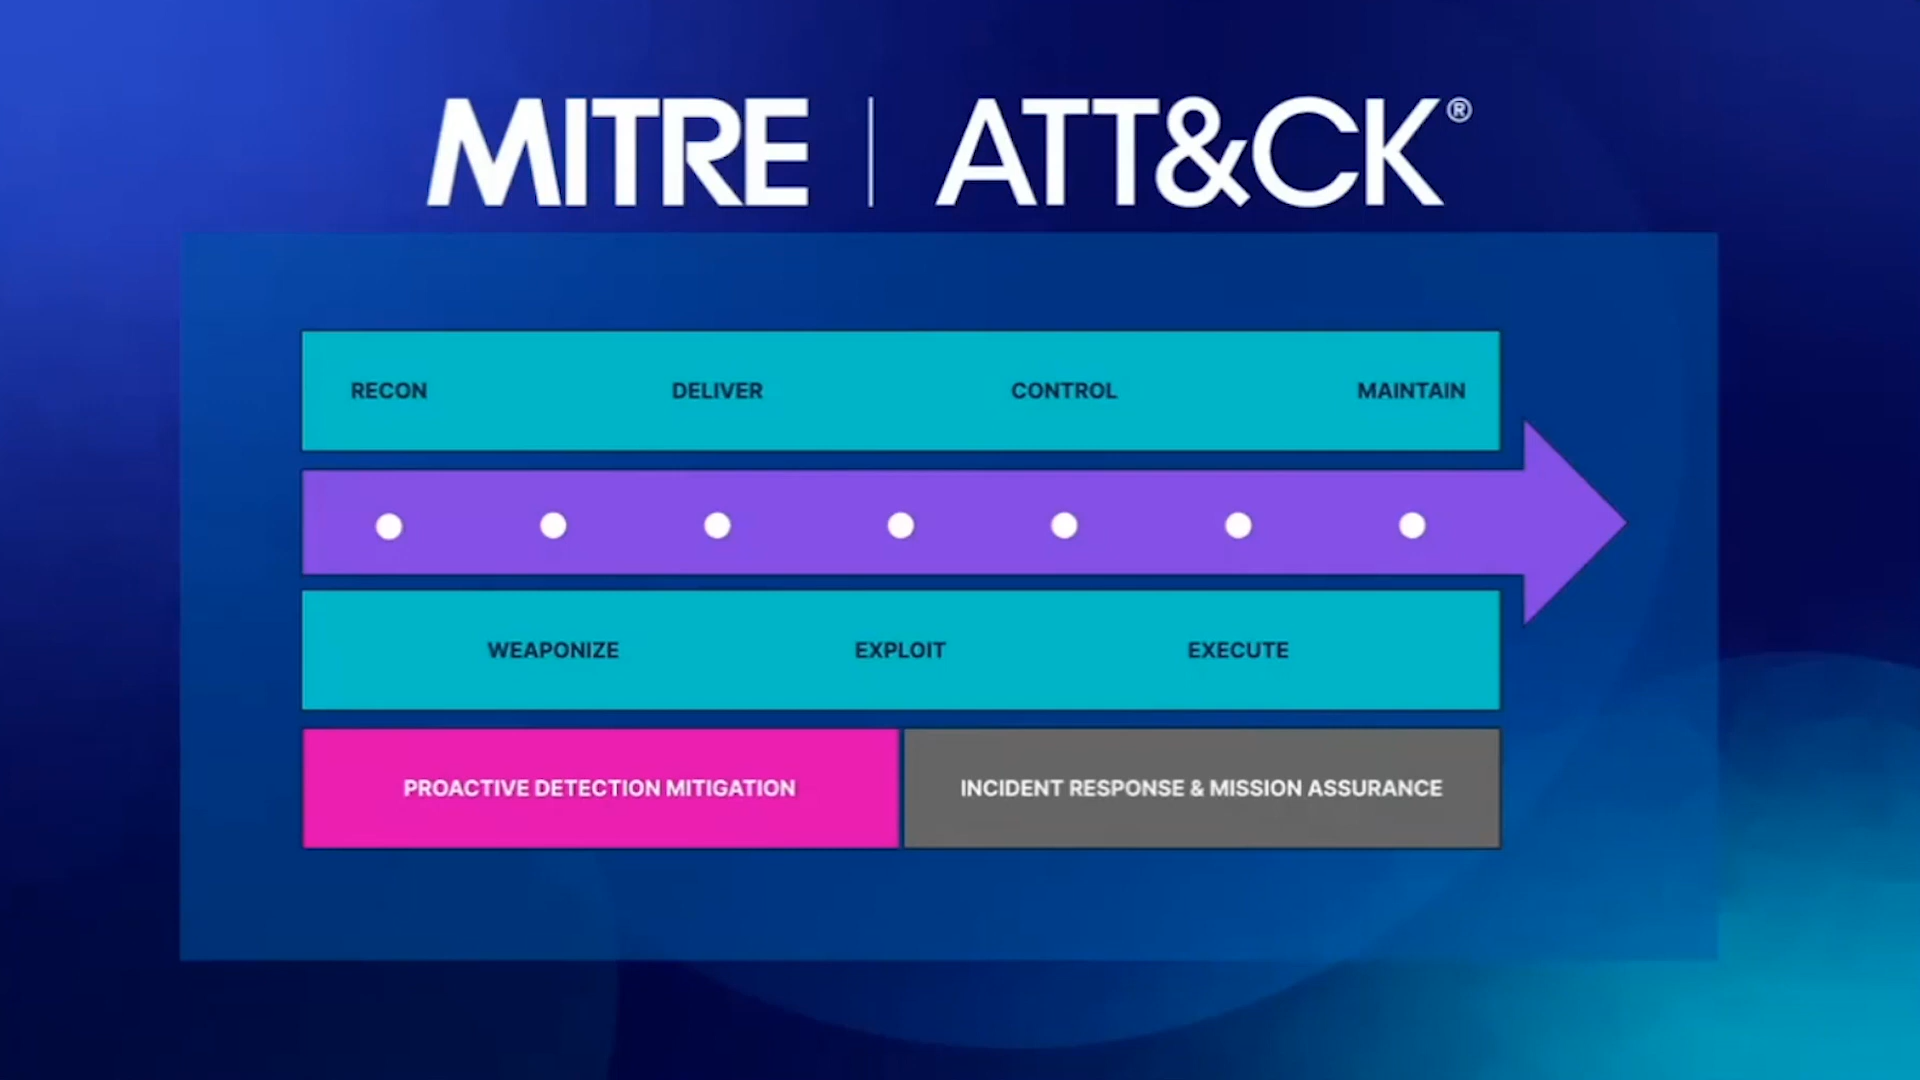 MITRE | ATT&CK®
RECON DELIVER CONTROL MAINTAIN
WEAPONIZE EXPLOIT EXECUTE
PROACTIVE DETECTION MITIGATION INCIDENT RESPONSE & MISSION ASSURANCE